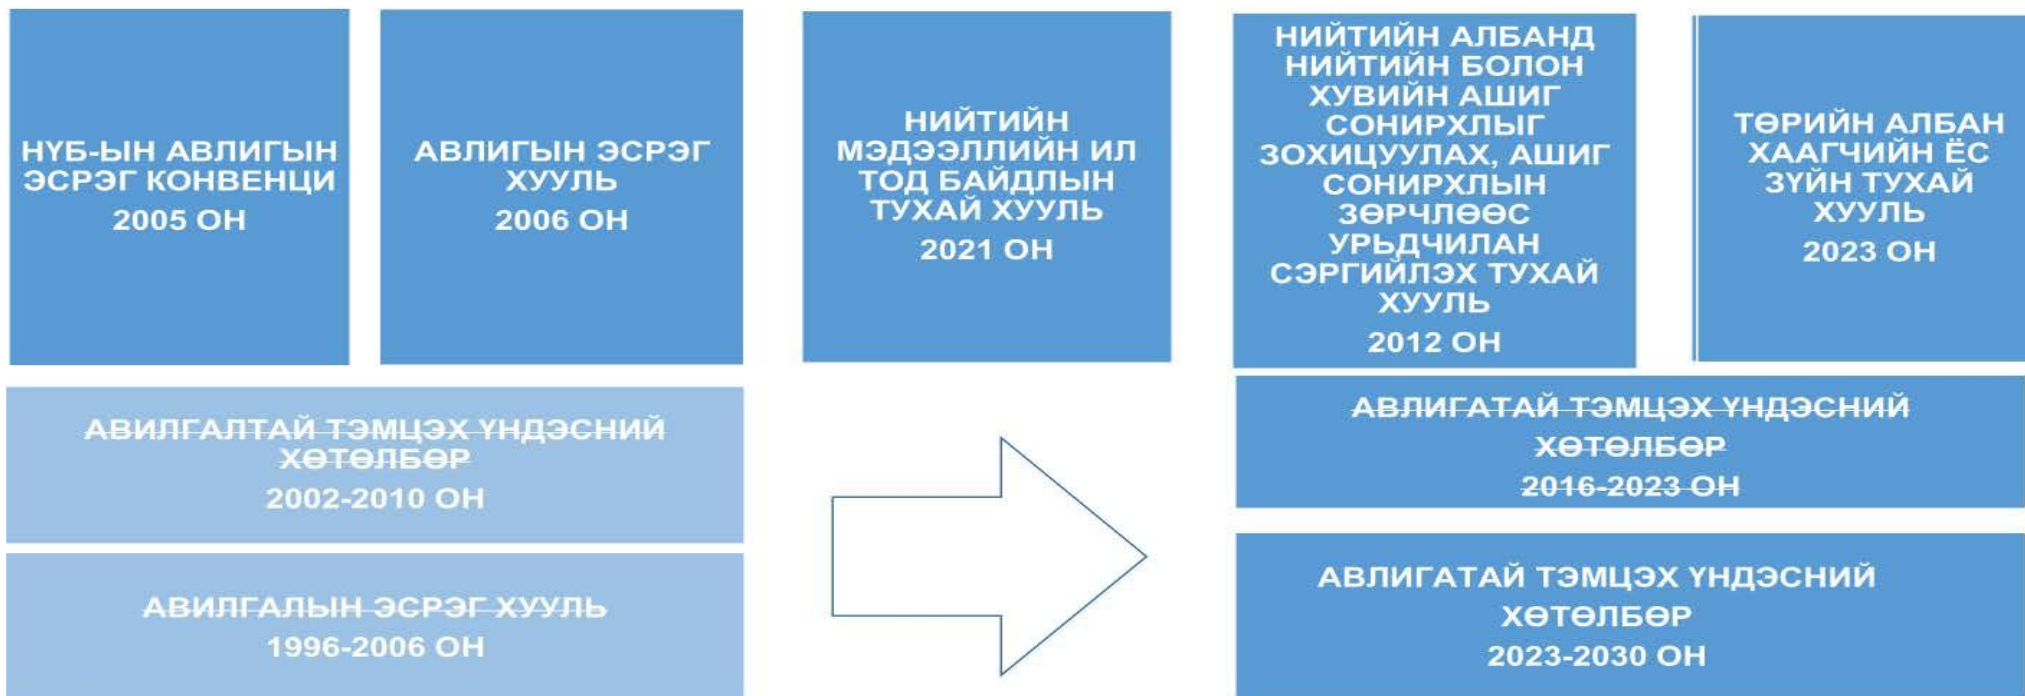 НҮБ-ЫН АВЛИГЫН
ЭСРЭГ КОНВЕНЦИ
2005 ОН
АВЛИГЫН ЭСРЭГ
ХУУЛЬ
2006 ОН
НИЙТИЙН
МЭДЭЭЛЛИЙН ИЛ
ТОД БАЙДЛЫН
ТУХАЙ ХУУЛЬ
2021 ОН
НИЙТИЙН АЛБАНД
НИЙТИЙН БОЛОН
ХУВИЙН АШИГ
СОНИРХЛЫГ
ЗОХИЦУУЛАХ, АШИГ
СОНИРХЛЫН
ЗӨРЧЛӨӨС
УРЬДЧИЛАН
СЭРГИЙЛЭХ ТУХАЙ
ХУУЛЬ
2012 ОН
ТӨРИЙН АЛБАН
ХААГЧИЙН ЁС
ЗҮЙН ТУХАЙ
ХУУЛЬ
2023 ОН
АВИЛГАЛТАЙ ТЭМЦЭХ ҮНДЭСНИЙ
ХӨТӨЛБӨР
2002-2010 ОН
АВИЛГАЛЫН ЭСРЭГ ХУУЛЬ
1996-2006 ОН
АВЛИГАТАЙ ТЭМЦЭХ ҮНДЭСНИЙ
ХӨТӨЛБӨР
2016-2023 ОН
АВЛИГАТАЙ ТЭМЦЭХ ҮНДЭСНИЙ
ХӨТӨЛБӨР
2023-2030 ОН